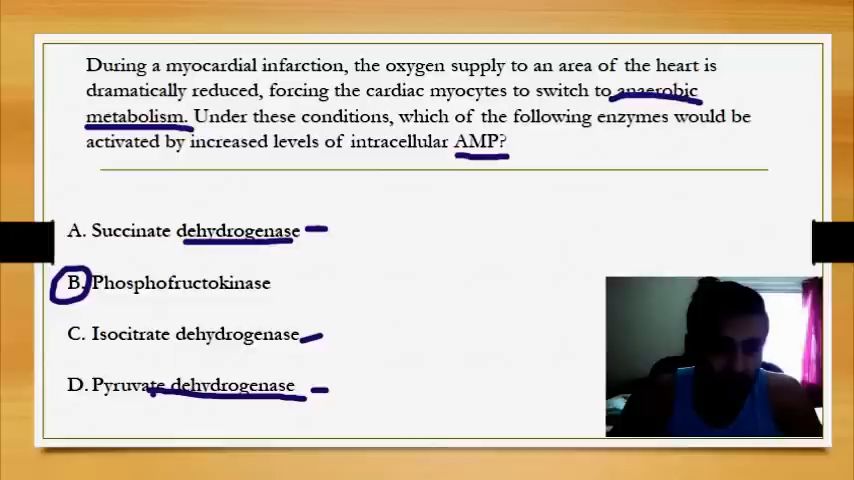 During a myocardial infarction, the oxygen supply to an area of the heart is
dramatically reduced, forcing the cardiac myocytes to switch to anaerobic
metabolism. Under these conditions, which of the following enzymes would be
activated by increased levels of intracellular AMP?
A. Succinate dehydrogenase
B. Phosphofructokinase
C. Isocitrate dehydrogenase
D. Pyruvate dehydrogenase